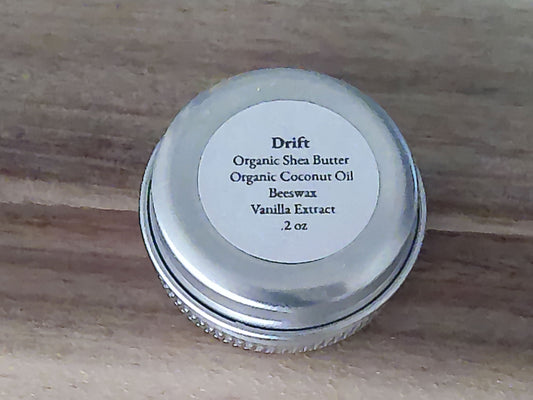 Drift
Organic Shea Butter
Organic Coconut Oil
Beeswax
Vanilla Extract
.2 oz